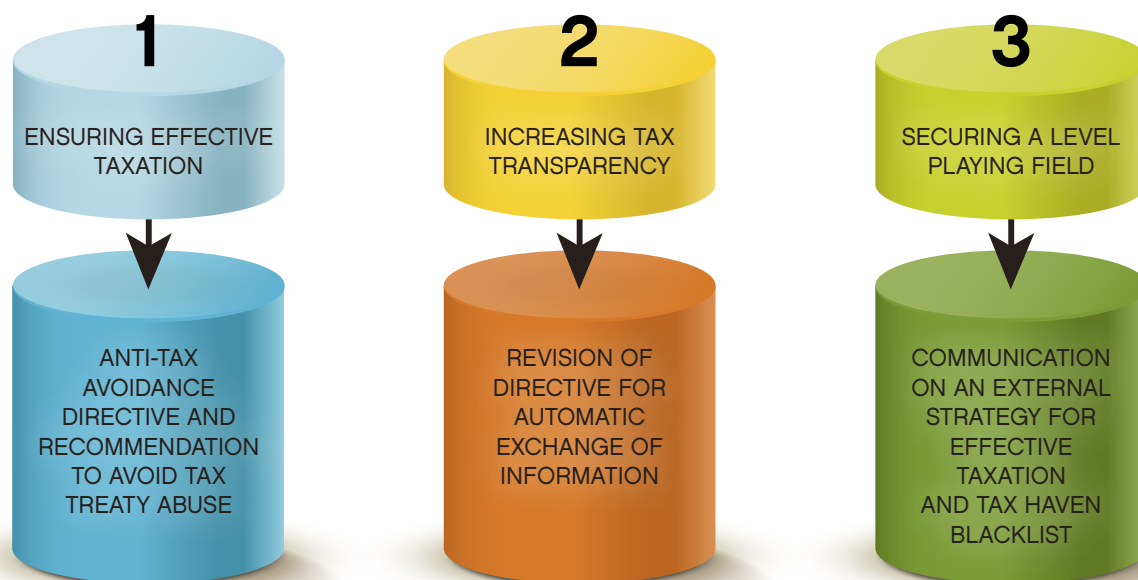 1
ENSURING EFFECTIVE
TAXATION
ANTI-TAX
AVOIDANCE
DIRECTIVE AND
RECOMMENDATION
TO AVOID TAX
TREATY ABUSE
2
INCREASING TAX
TRANSPARENCY
REVISION OF
DIRECTIVE FOR
AUTOMATIC
EXCHANGE OF
INFORMATION
3
SECURING A LEVEL
PLAYING FIELD
COMMUNICATION
ON AN EXTERNAL
STRATEGY FOR
EFFECTIVE
TAXATION
AND TAX HAVEN
BLACKLIST